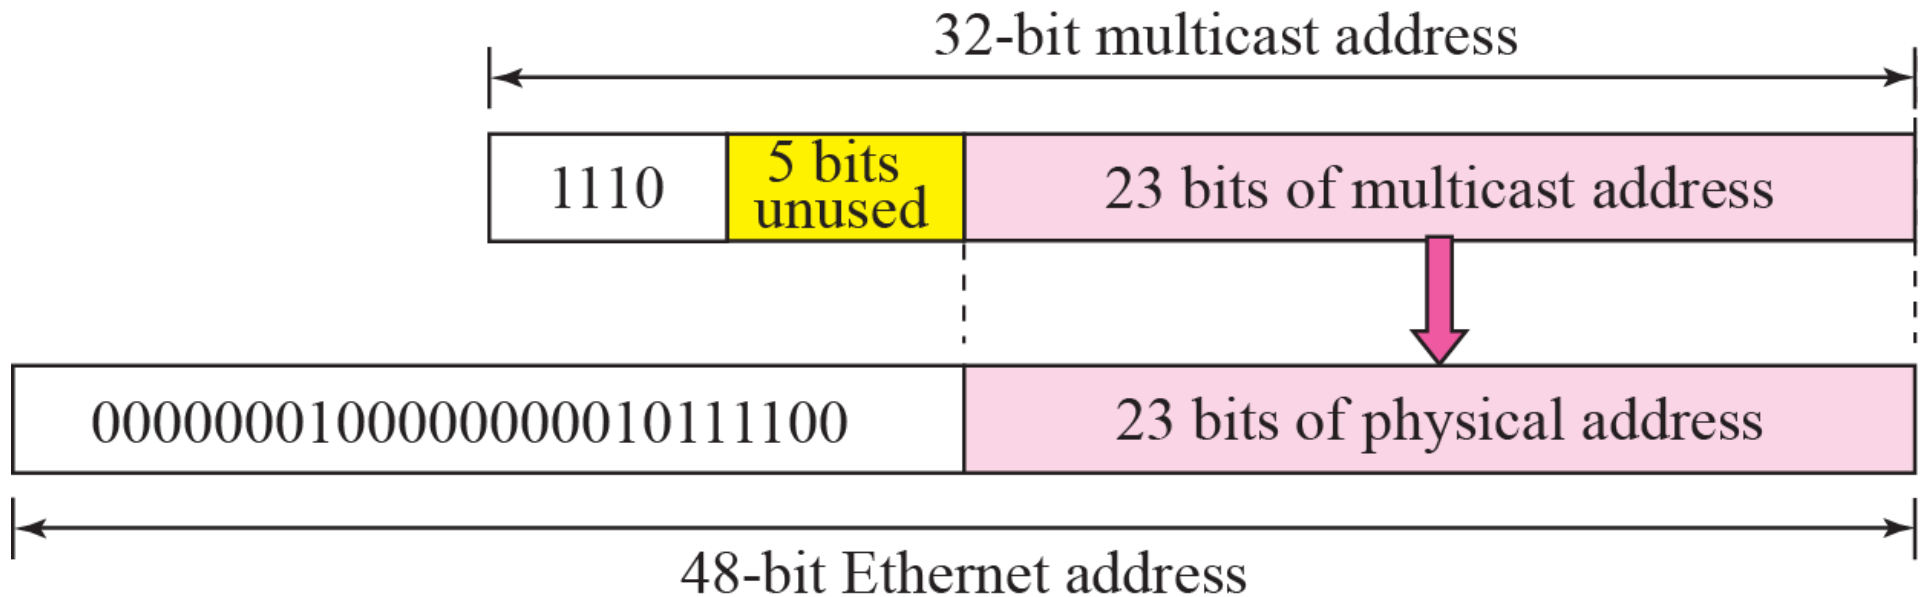 32-bit multicast address
1110
5 bits
unused
23 bits of multicast address
0000000100000000010111100
23 bits of physical address
48-bit Ethernet address